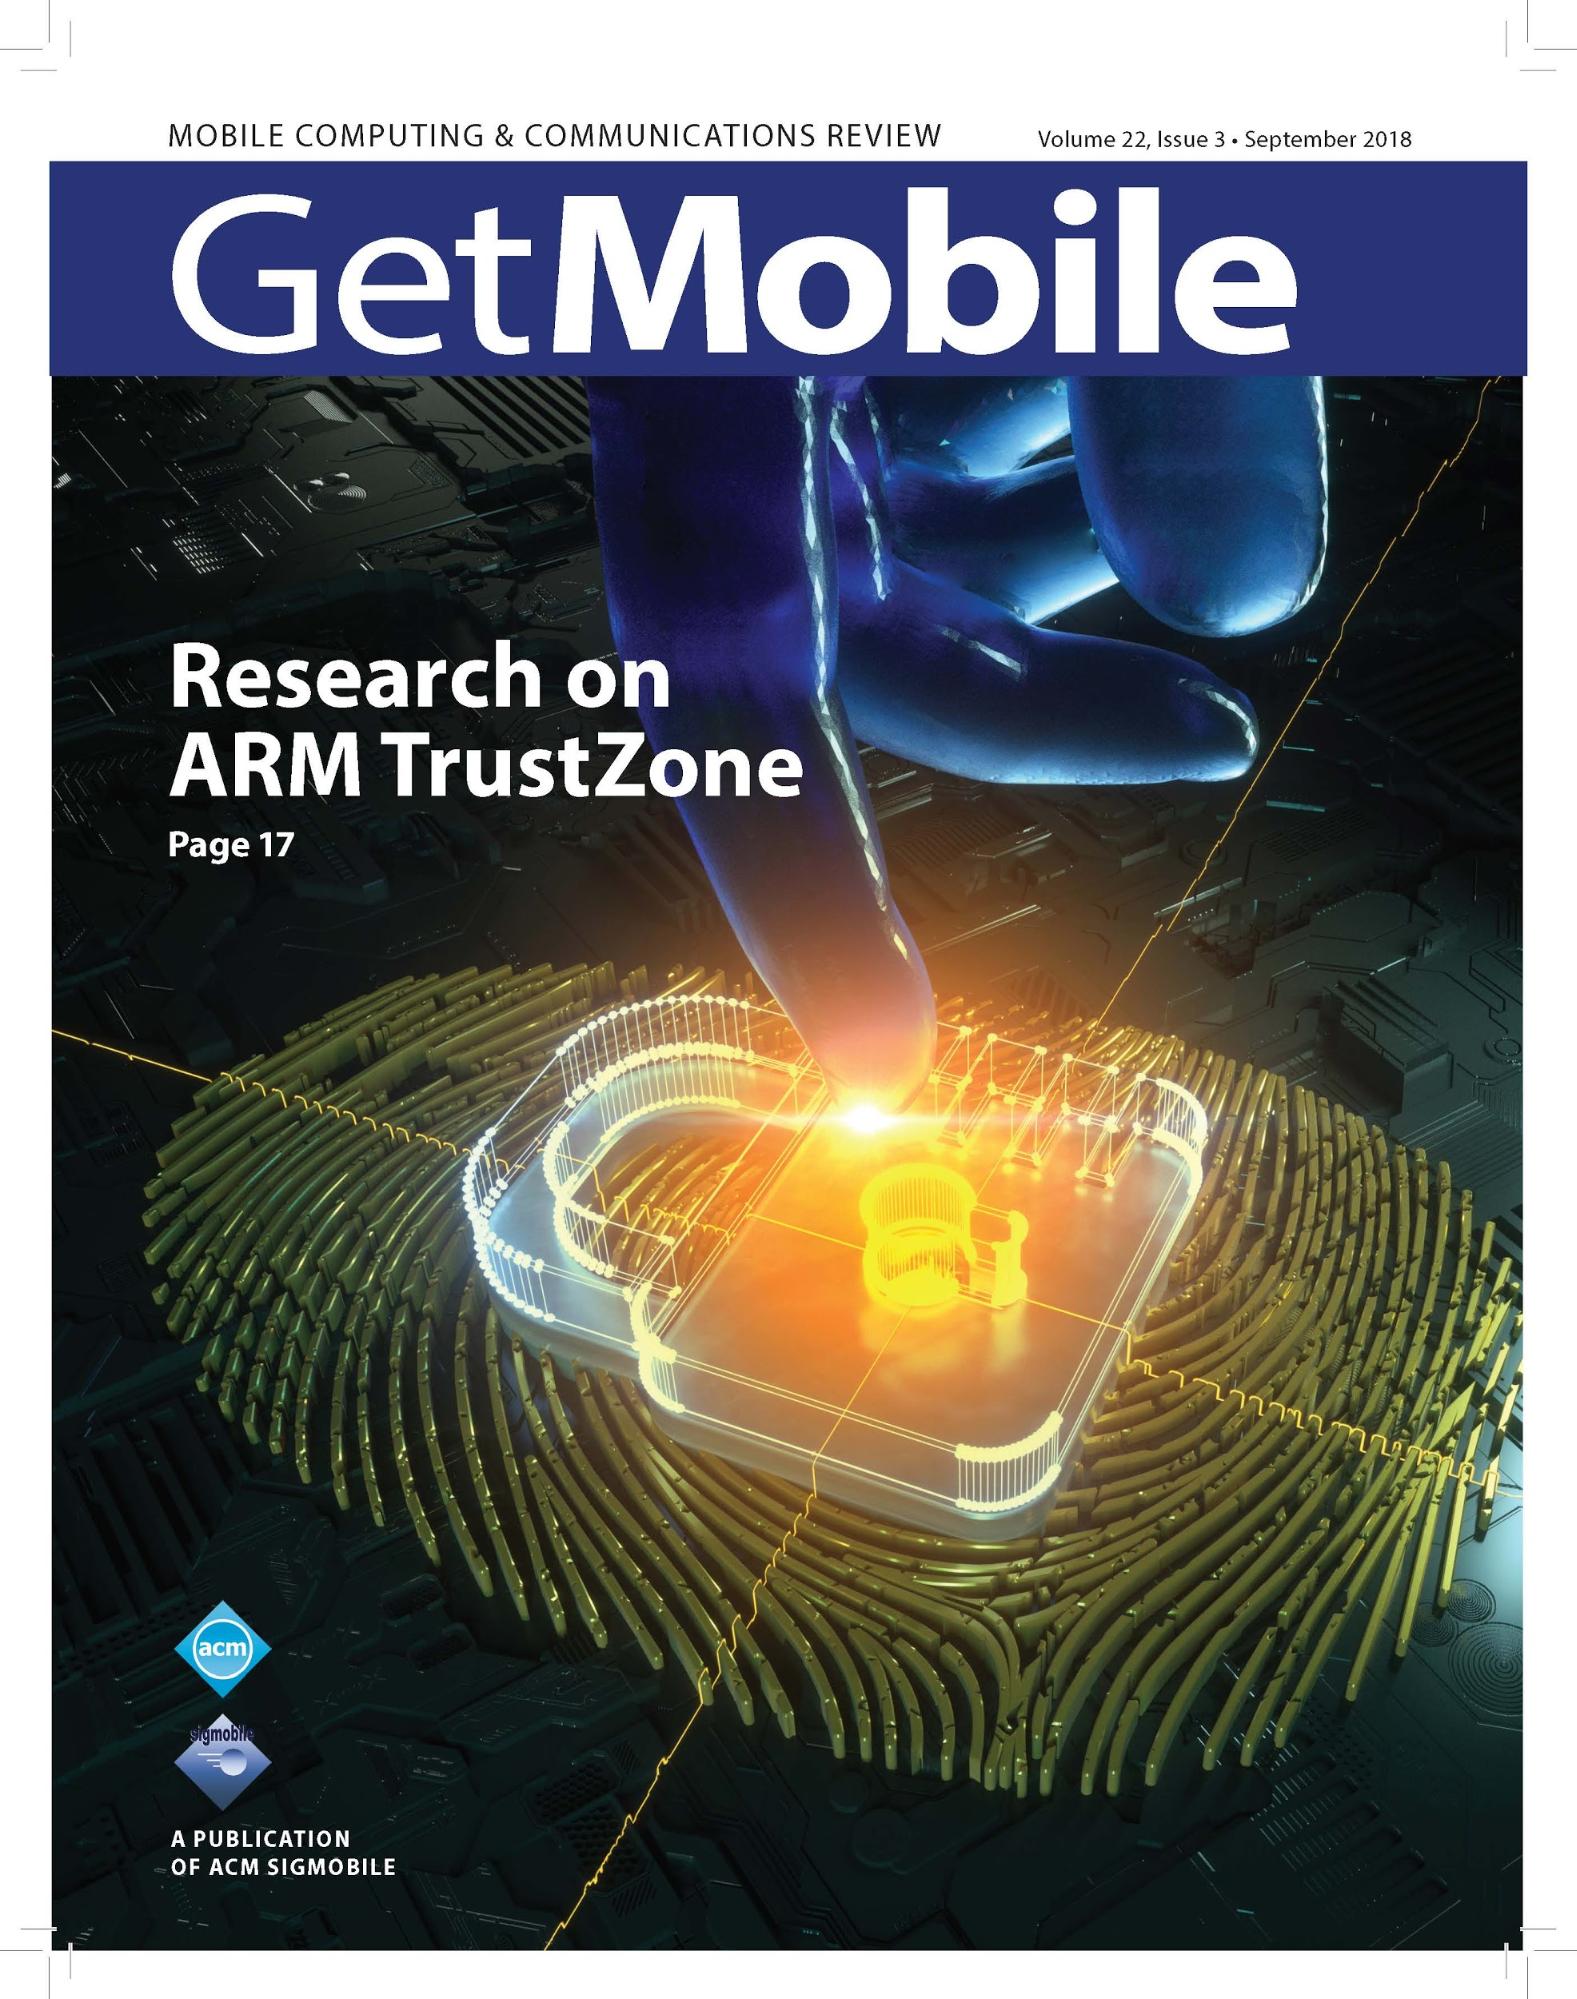 MOBILE COMPUTING & COMMUNICATIONS REVIEW
Volume 22, Issue 3 • September 2018
GetMobile
Research on
ARM TrustZone
Page 17
acm
sigmobile
A PUBLICATION
OF ACM SIGMOBILE